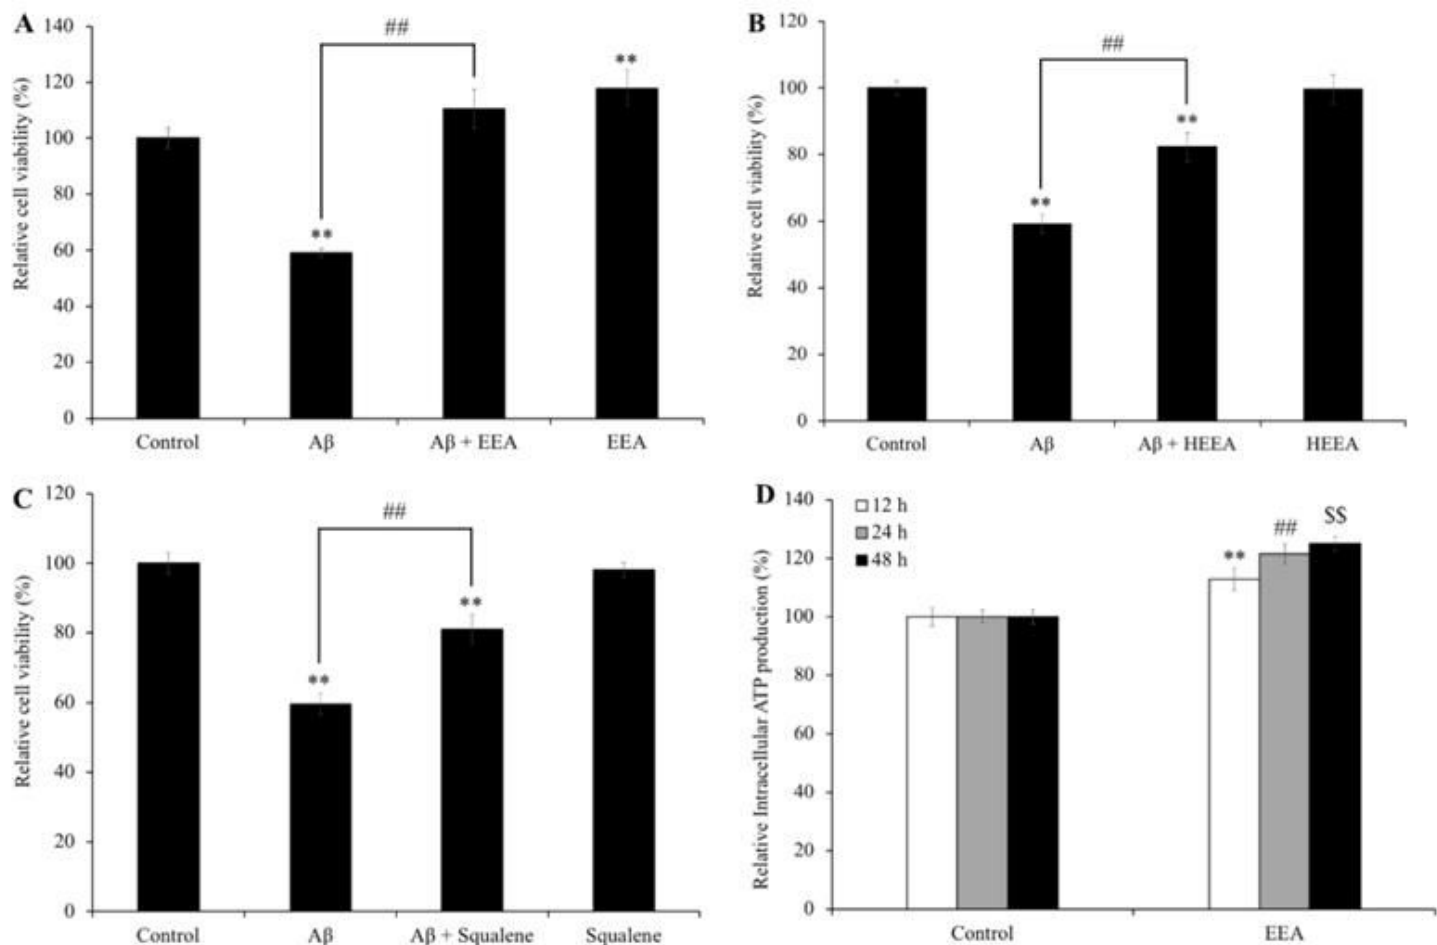 A
Relative cell viability (%)
140
120
100
80
60
40
20
0
##
**
**
Control
Aβ
Aβ + EEA
EEA
B
Relative cell viability (%)
120
100
80
60
40
20
0
##
**
**
Control
Aβ
Aβ + HEEA
HEEA
C
Relative cell viability (%)
120
100
80
60
40
20
0
##
**
**
Control
Aβ
Aβ + Squalene
Squalene
D
Relative Intracellular ATP production (%)
140
120
100
80
60
40
20
0
12 h
24 h
48 h
**
##
$$
Control
EEA